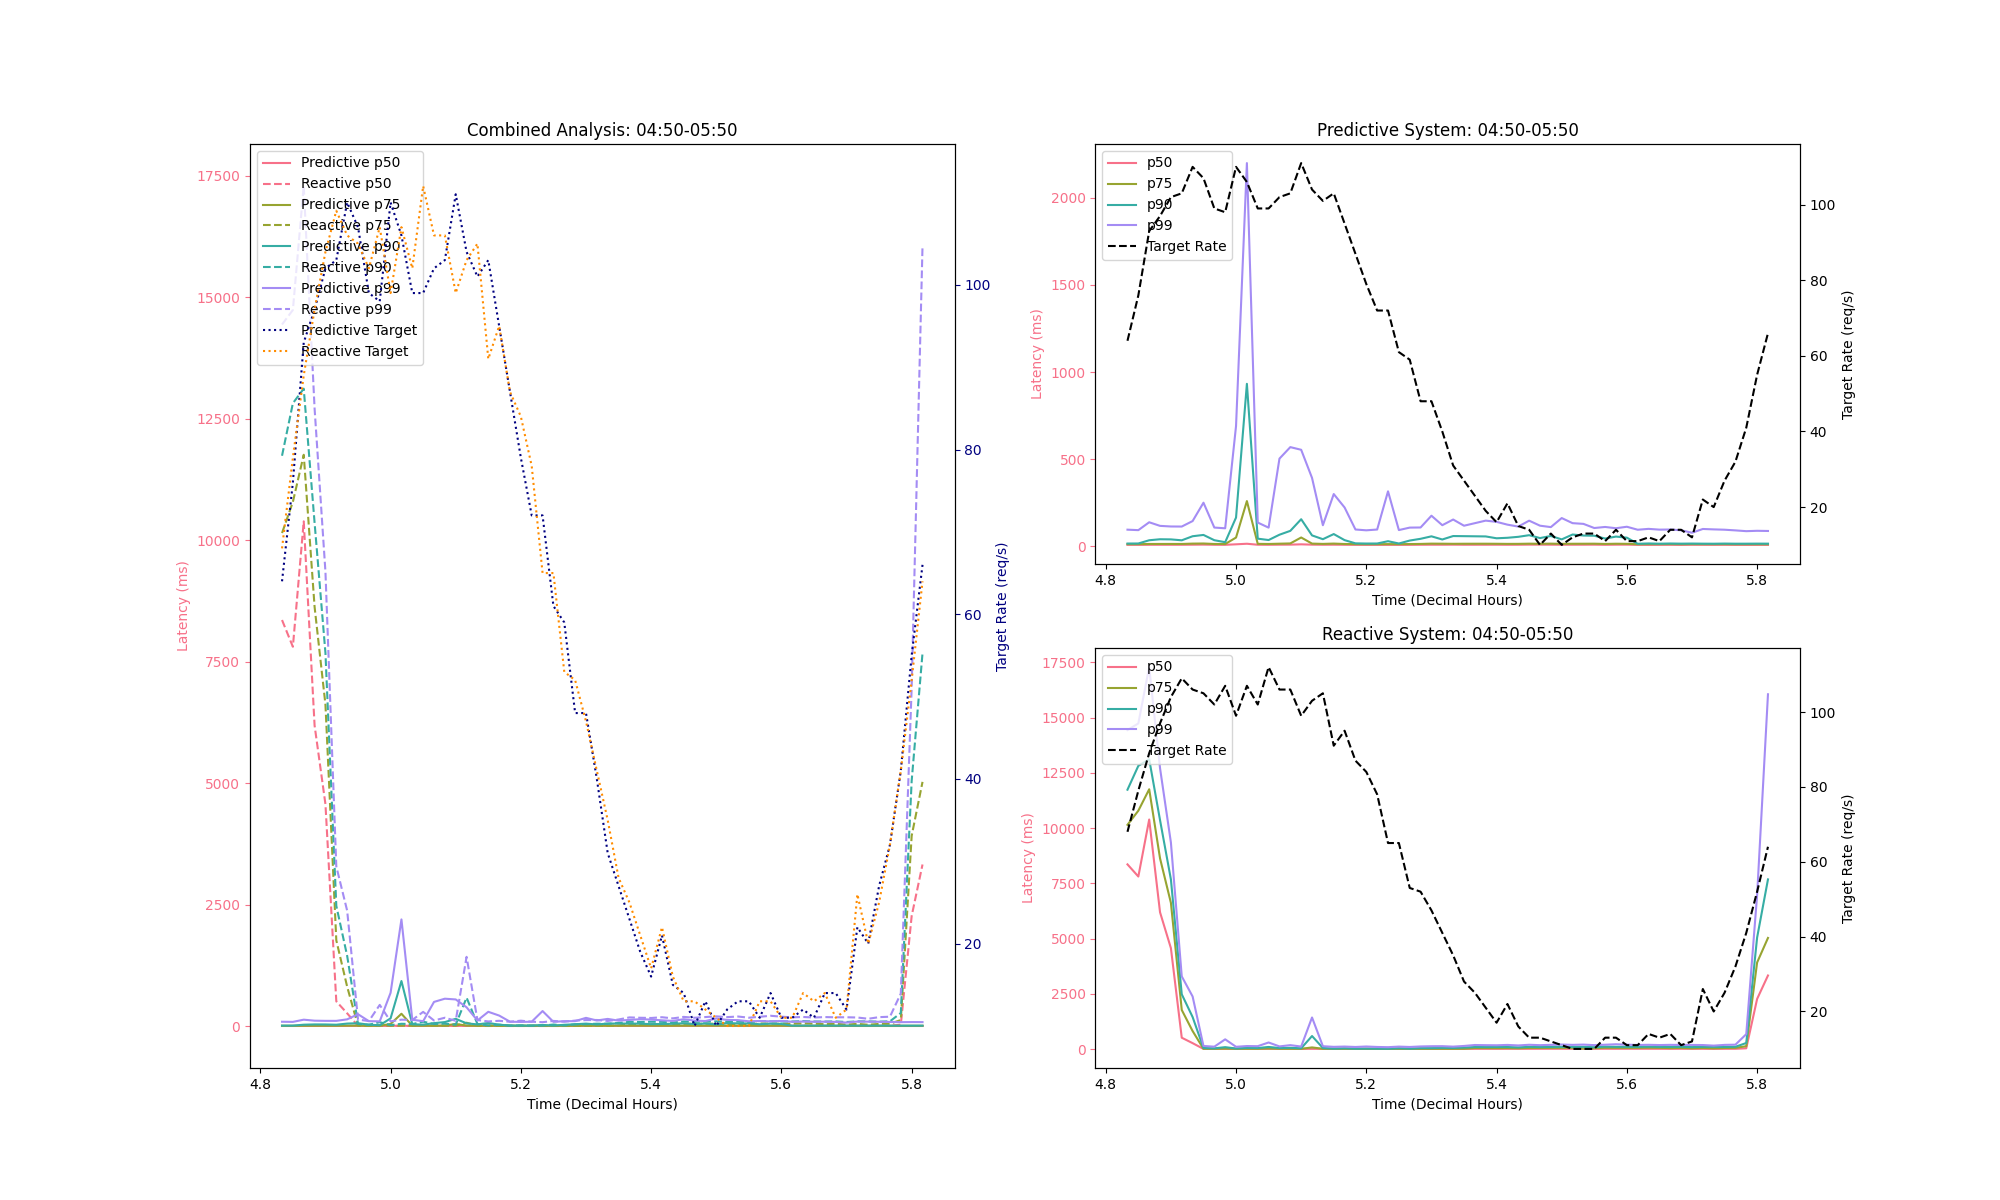 Combined Analysis: 04:50-05:50
Predictive p50
Reactive p50
Predictive p75
Reactive p75
Predictive p90
Reactive p90
Predictive p99
Reactive p99
Predictive Target
Reactive Target
17500
15000
12500
10000
7500
5000
2500
0
Latency (ms)
100
80
60
40
20
Target Rate (req/s)
4.8 5.0 5.2 5.4 5.6 5.8
Time (Decimal Hours)
Predictive System: 04:50-05:50
p50
p75
p90
p99
Target Rate
2000
1500
1000
500
0
Latency (ms)
100
80
60
40
20
Target Rate (req/s)
4.8 5.0 5.2 5.4 5.6 5.8
Time (Decimal Hours)
Reactive System: 04:50-05:50
p50
p75
p90
p99
Target Rate
17500
15000
12500
10000
7500
5000
2500
0
Latency (ms)
100
80
60
40
20
Target Rate (req/s)
4.8 5.0 5.2 5.4 5.6 5.8
Time (Decimal Hours)